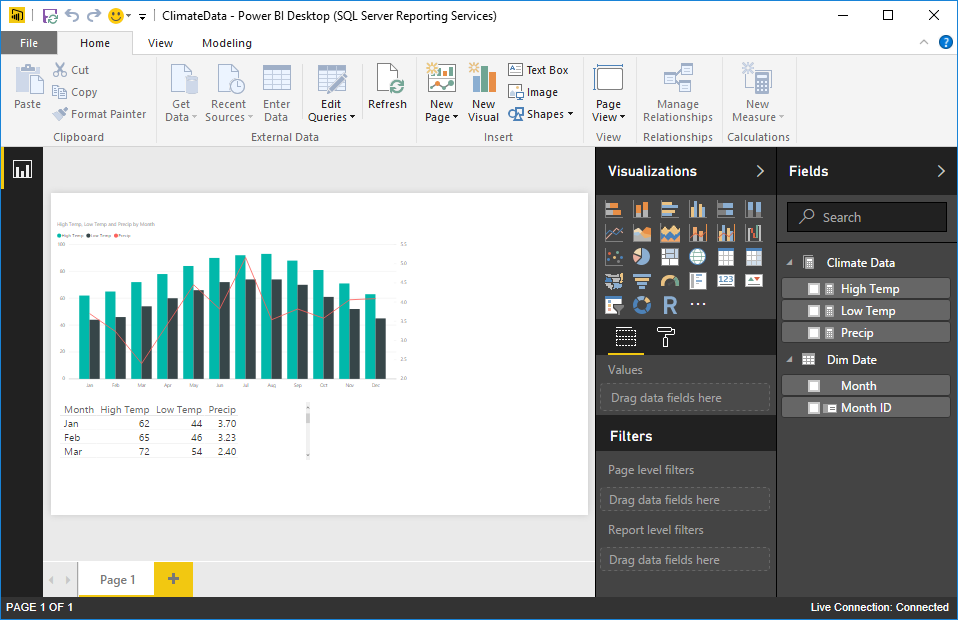 ClimateData - Power BI Desktop (SQL Server Reporting Services)
File Home View Modeling
Paste
Cut
Copy
Format Painter
Clipboard
Get Data
Recent Sources
Enter Data
Edit Queries
Refresh
External Data
New Page
New Visual
Text Box
Image
Shapes
Insert
Page View
View
Manage Relationships
Relationships
New Measure
Calculations
High Temp, Low Temp and Precip by Month
High Temp Low Temp Precip
100
80
60
40
20
0
5.5
5.0
4.5
4.0
3.5
3.0
2.5
2.0
Jan Feb Mar Apr May Jun Jul Aug Sep Oct Nov Dec
Month High Temp Low Temp Precip
Jan 62 44 3.70
Feb 65 46 3.23
Mar 72 54 2.40
Visualizations
123
R
Values
Drag data fields here
Filters
Page level filters
Drag data fields here
Report level filters
Drag data fields here
Fields
Search
Climate Data
High Temp
Low Temp
Precip
Dim Date
Month
Month ID
Page 1
PAGE 1 OF 1
Live Connection: Connected